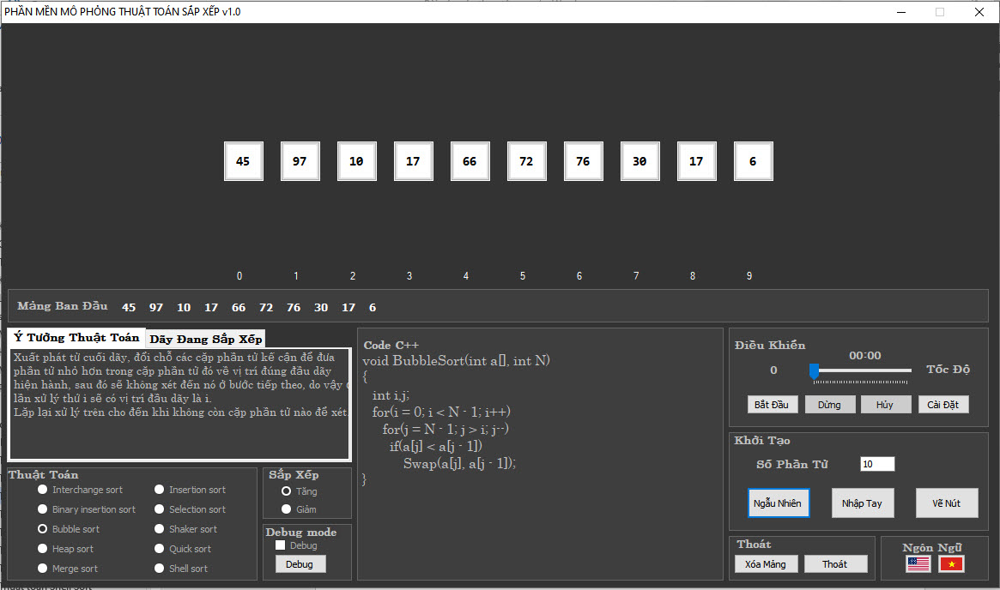 PHẦN MỀN MÔ PHỎNG THUẬT TOÁN SẮP XẾP v1.0
45 97 10 17 66 72 76 30 17 6
0 1 2 3 4 5 6 7 8 9
Mảng Ban Đầu 45 97 10 17 66 72 76 30 17 6
Ý Tưởng Thuật Toán Dãy Đang Sắp Xếp
Xuất phát từ cuối dãy, đổi chỗ các cặp phần tử kế cận để đưa
phần tử nhỏ hơn trong cặp phần tử đó về vị trí đúng đầu dãy
hiện hành, sau đó sẽ không xét đến nó ở bước tiếp theo, do vậy
lần xử lý thứ i sẽ có vị trí đầu dãy là i.
Lặp lại xử lý trên cho đến khi không còn cặp phần tử nào để xét.
Thuật Toán
Interchange sort Insertion sort
Binary insertion sort Selection sort
Bubble sort Shaker sort
Heap sort Quick sort
Merge sort Shell sort
Sắp Xếp
Tăng
Giảm
Debug mode
Debug
Debug
Code C++
void BubbleSort(int a[], int N)
{
int i,j;
for(i = 0; i < N - 1; i++)
for(j = N - 1; j > i; j--)
if(a[j] < a[j - 1])
Swap(a[j], a[j - 1]);
}
Điều Khiển
00:00
0 Tốc Độ
Bắt Đầu Dừng Hủy Cài Đặt
Khởi Tạo
Số Phần Tử 10
Ngẫu Nhiên Nhập Tay Vẽ Nút
Thoát
Xóa Mảng Thoát
Ngôn Ngữ